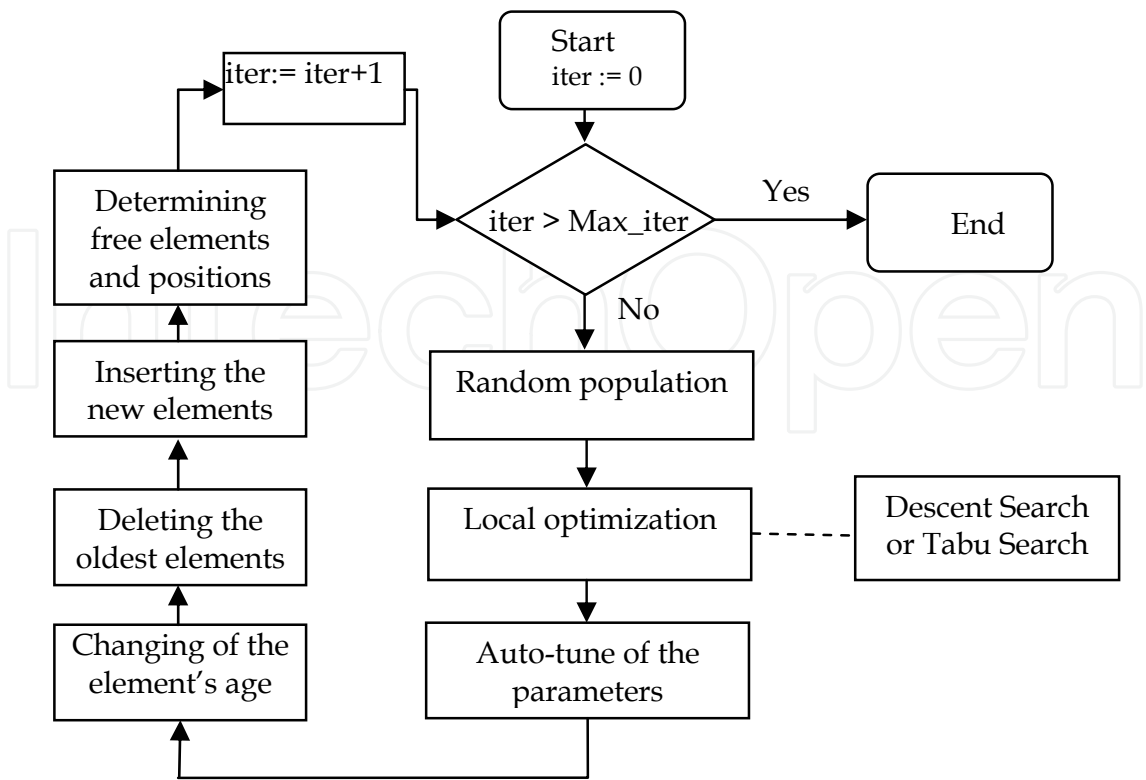 Start
iter := 0
iter:= iter+1
iter > Max_iter
Yes
End
No
Determining
free elements
and positions
Inserting the
new elements
Deleting the
oldest elements
Changing of the
element's age
Random population
Local optimization
Descent Search
or Tabu Search
Auto-tune of the
parameters
IntechOpen